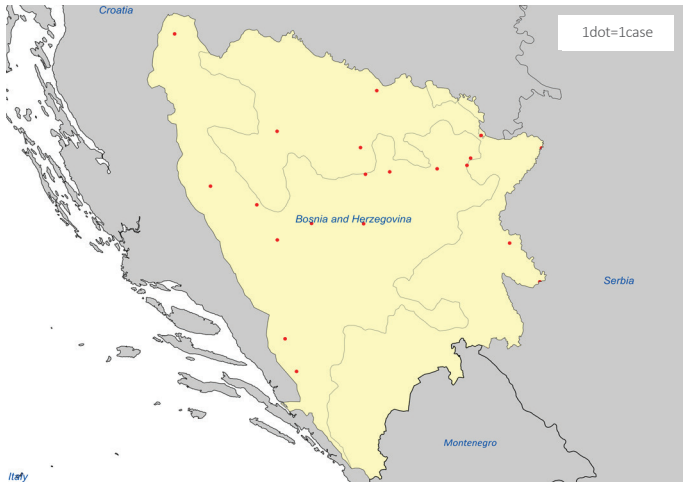 Croatia
1dot=1case
Bosnia and Herzegovina
Serbia
Montenegro
Italy